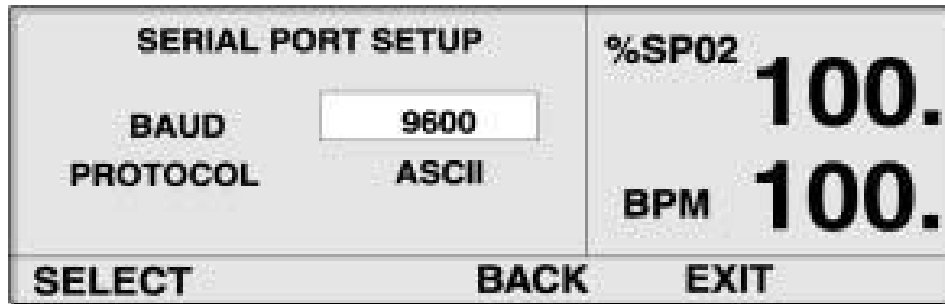 SERIAL PORT SETUP
BAUD 9600
PROTOCOL ASCII
%SP02 100.
BPM 100.
SELECT BACK EXIT